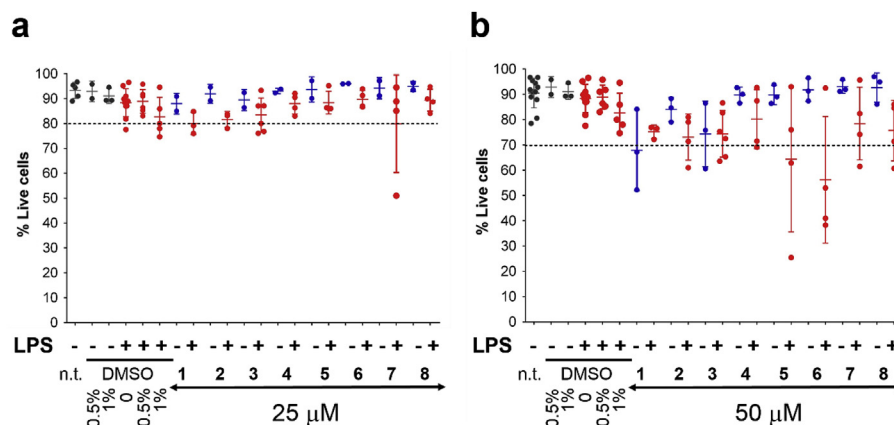 a
% Live cells
100
90
80
70
60
50
40
30
20
10
0
LPS - - - + + + - + - + - + - + - + - + - + - +
n.t. DMSO 1 2 3 4 5 6 7 8
0.5% 1% 0 0.5% 1%
25 µM
b
% Live cells
100
90
80
70
60
50
40
30
20
10
0
LPS - - - + + + - + - + - + - + - + - + - + - +
n.t. DMSO 1 2 3 4 5 6 7 8
0.5% 1% 0 0.5% 1%
50 µM